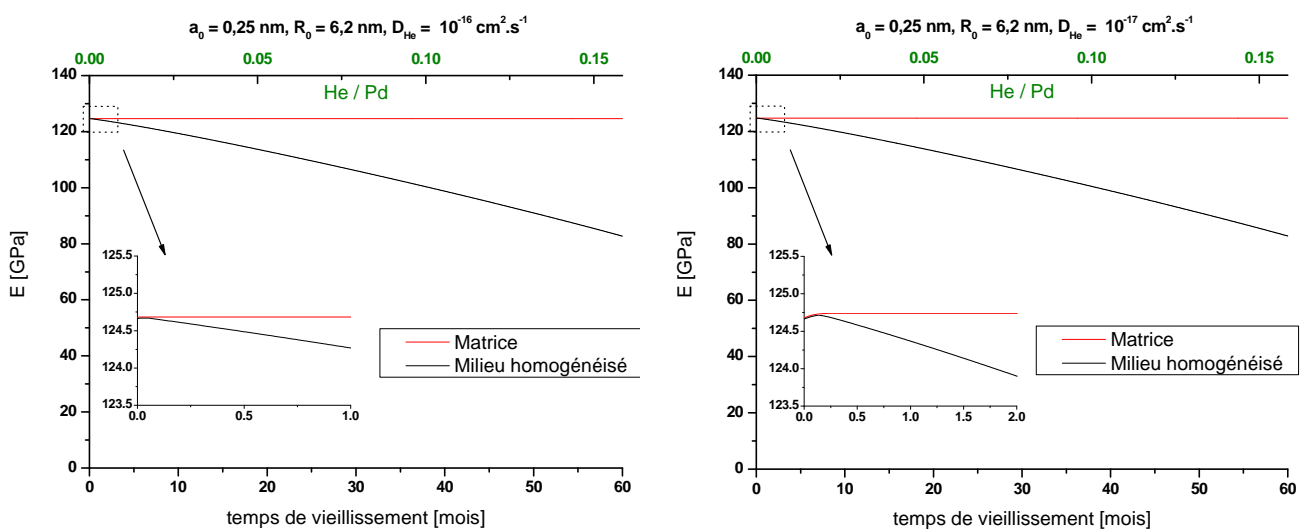 a₀ = 0,25 nm, R₀ = 6,2 nm, D_He = 10⁻¹⁶ cm².s⁻¹
0.00 0.05 0.10 0.15
He / Pd
140
120
100
80
60
40
20
0
E [GPa]
125.5
125.0
124.5
124.0
123.5
0.0 0.5 1.0
Matrice
Milieu homogénéisé
0 10 20 30 40 50 60
temps de vieillissement [mois]
a₀ = 0,25 nm, R₀ = 6,2 nm, D_He = 10⁻¹⁷ cm².s⁻¹
0.00 0.05 0.10 0.15
He / Pd
140
120
100
80
60
40
20
0
E [GPa]
125.5
125.0
124.5
124.0
123.5
0.0 0.5 1.0 1.5 2.0
Matrice
Milieu homogénéisé
0 10 20 30 40 50 60
temps de vieillissement [mois]